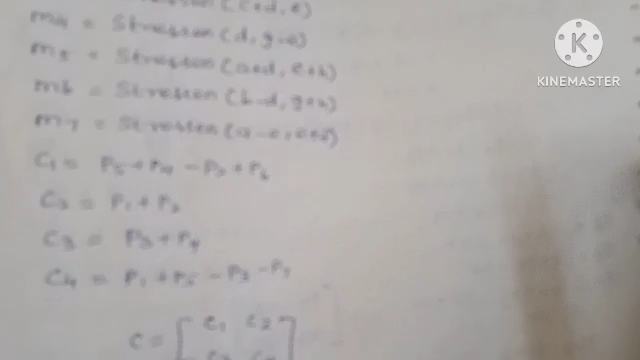 Strassen (c+d, e)
m4 = Strassen (d, g-e)
m5 = Strassen (a+d, e+h)
m6 = Strassen (b-d, g+h)
m7 = Strassen (a-c, e+f)
C1 = P5 + P4 - P2 + P6
C2 = P1 + P2
C3 = P3 + P4
C4 = P1 + P5 - P3 - P7
C = [ C1 C2 ]
KINEMASTER